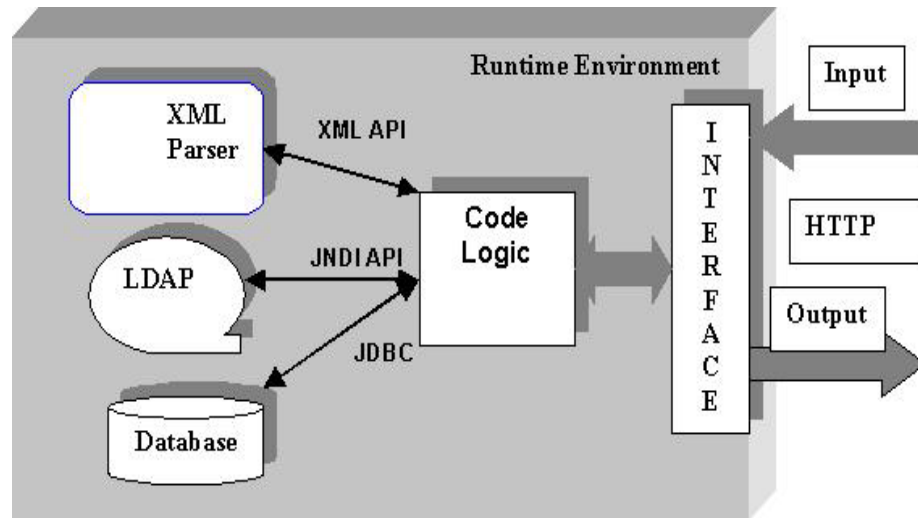 Runtime Environment
Input
XML
Parser
XML API
I
N
T
E
R
F
A
C
E
Code
Logic
HTTP
LDAP
JNDI API
Output
JDBC
Database